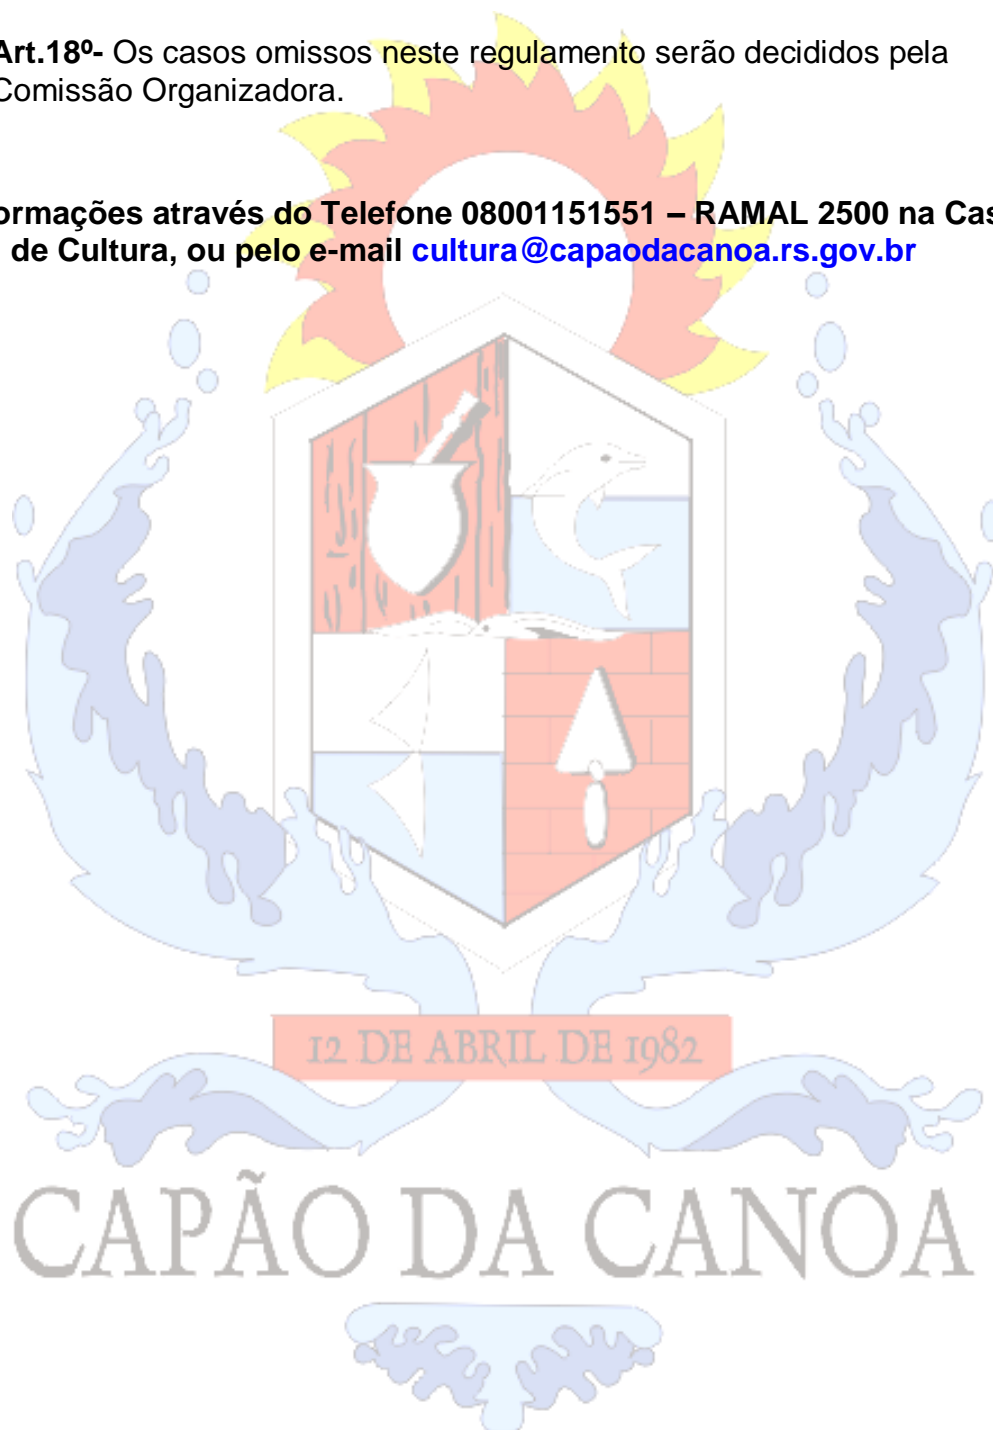 Art.18º- Os casos omissos neste regulamento serão decididos pela
Comissão Organizadora.
ormações através do Telefone 08001151551 – RAMAL 2500 na Cas
de Cultura, ou pelo e-mail cultura@capaodacanoa.rs.gov.br
12 DE ABRIL DE 1982
CAPÃO DA CANOA